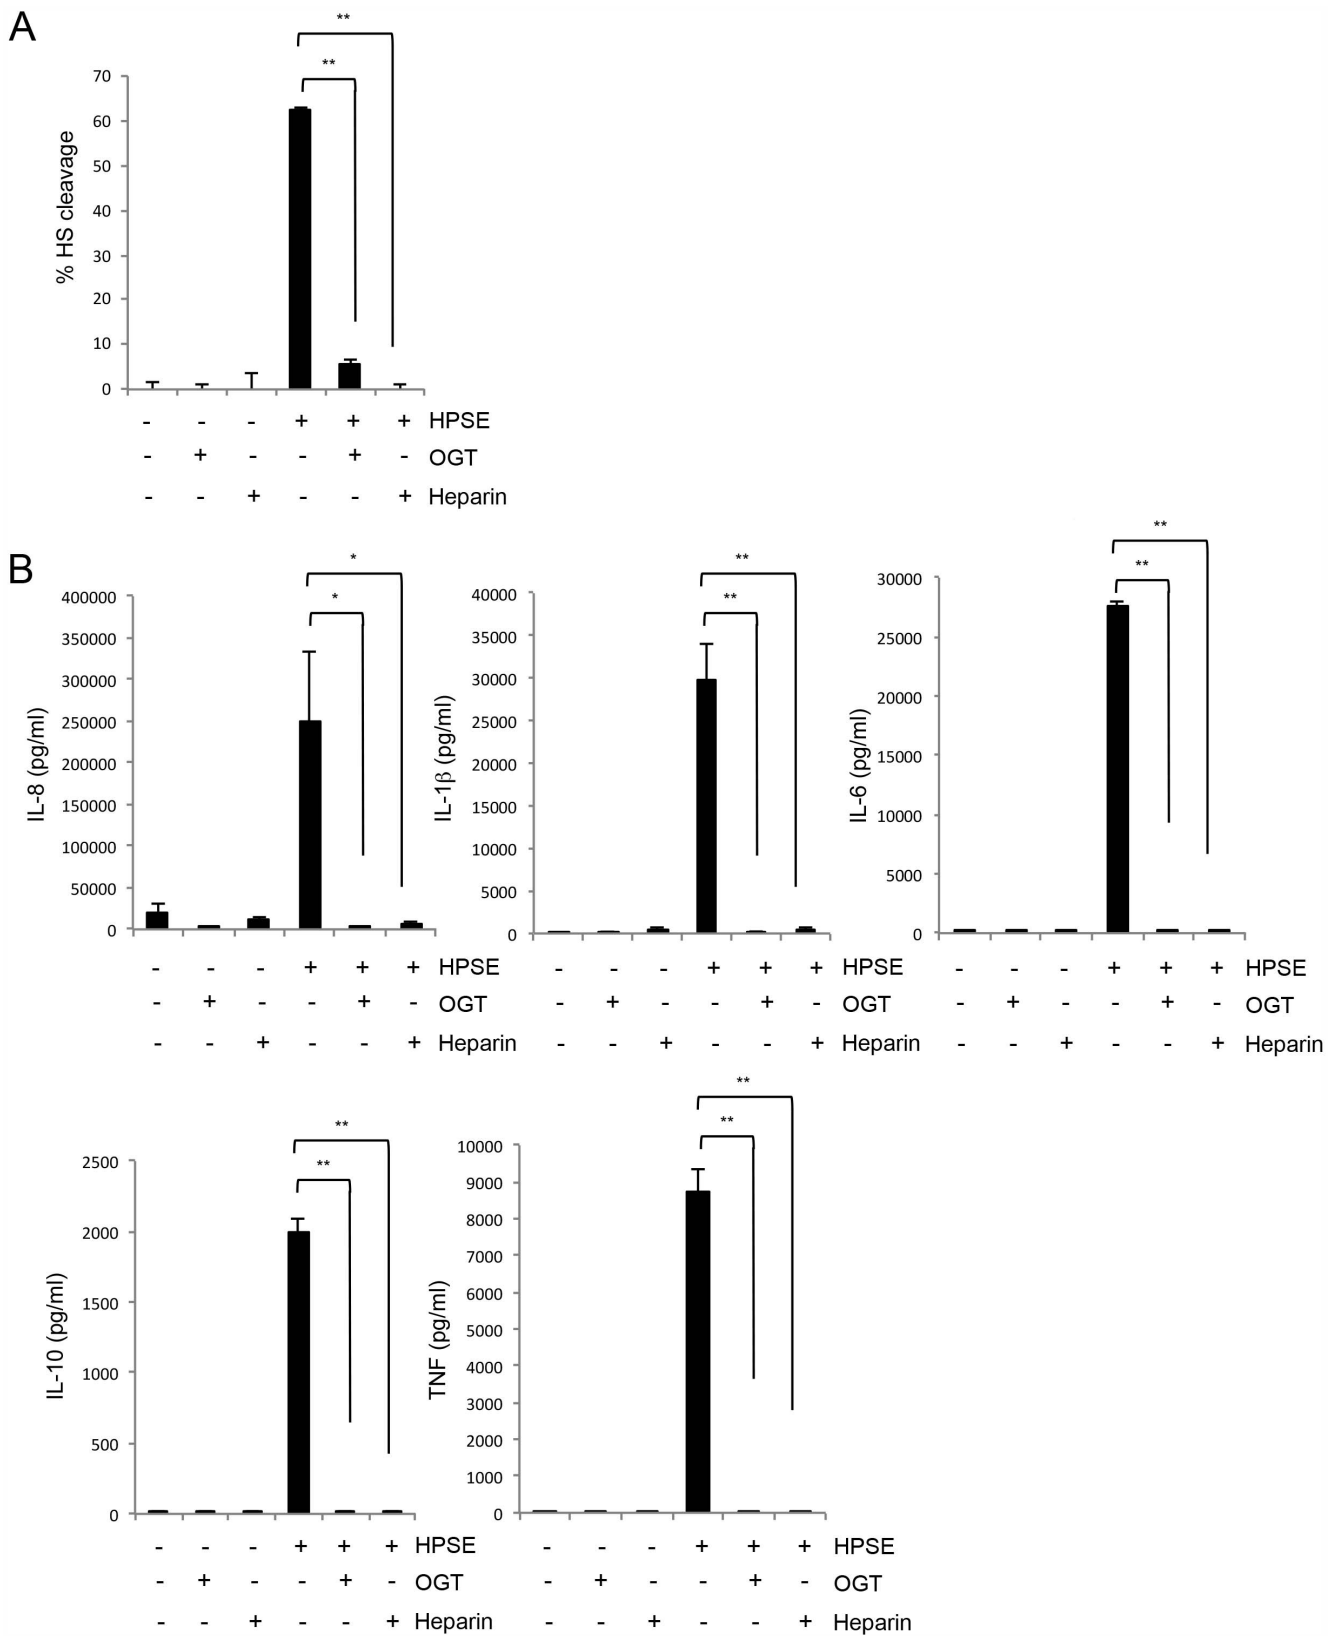 A
**
**
70
60
50
40
30
20
10
0
% HS cleavage
- - - + + + HPSE
- + - - + - OGT
- - + - - + Heparin
B
*
*
400000
350000
300000
250000
200000
150000
100000
50000
0
IL-8 (pg/ml)
- - - + + + HPSE
- + - - + - OGT
- - + - - + Heparin
**
**
40000
35000
30000
25000
20000
15000
10000
5000
0
IL-1β (pg/ml)
- - - + + + HPSE
- + - - + - OGT
- - + - - + Heparin
**
**
30000
25000
20000
15000
10000
5000
0
IL-6 (pg/ml)
- - - + + + HPSE
- + - - + - OGT
- - + - - + Heparin
**
**
2500
2000
1500
1000
500
0
IL-10 (pg/ml)
- - - + + + HPSE
- + - - + - OGT
- - + - - + Heparin
**
**
10000
9000
8000
7000
6000
5000
4000
3000
2000
1000
0
TNF (pg/ml)
- - - + + + HPSE
- + - - + - OGT
- - + - - + Heparin